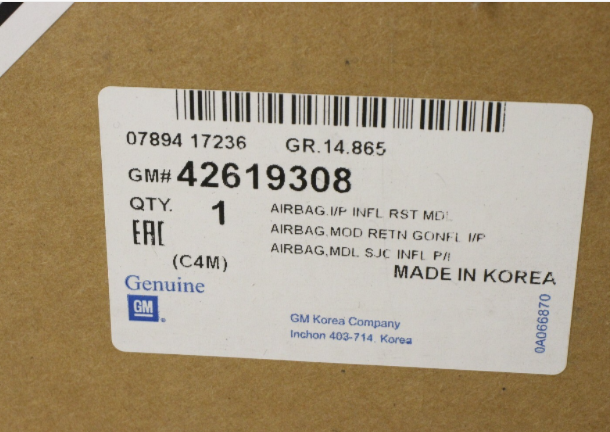 07894 17236 GR.14.865
GM# 42619308
QTY. 1
AIRBAG.I/P INFL RST MDL
EAC
AIRBAG.MOD RETN GONFL I/P
AIRBAG,MDL SJC INFL P/I
(C4M)
MADE IN KOREA
Genuine
GM
GM Korea Company
Inchon 403-714, Korea
0A066870